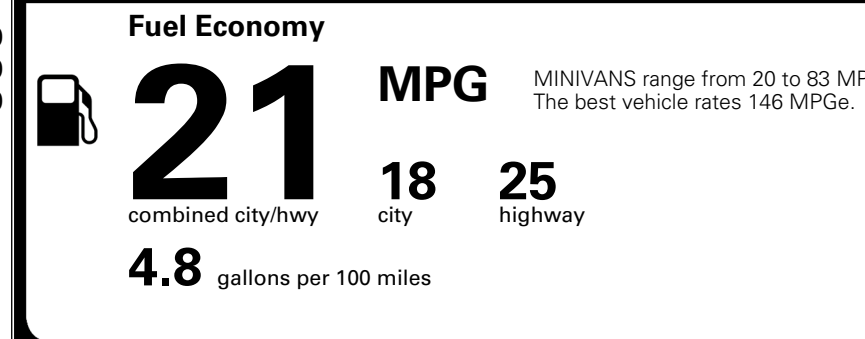 Fuel Economy
21 MPG
MINIVANS range from 20 to 83
The best vehicle rates 146 MPGe.
combined city/hwy
18 city
25 highway
4.8 gallons per 100 miles